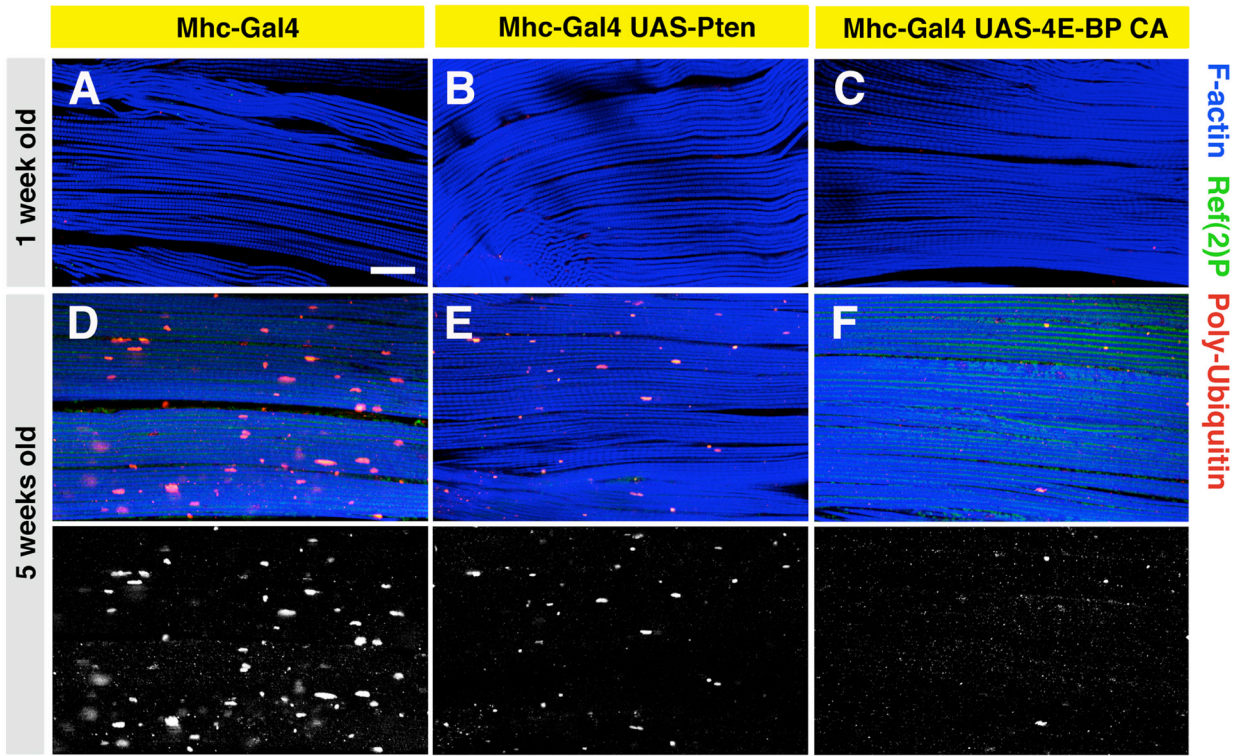 Mhc-Gal4
Mhc-Gal4 UAS-Pten
Mhc-Gal4 UAS-4E-BP CA
1 week old
A
B
C
5 weeks old
D
E
F
F-actin Ref(2)P Poly-Ubiquitin